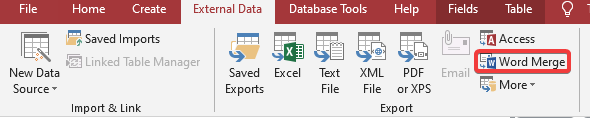 File Home Create External Data Database Tools Help Fields Table
New Data
Source
Saved Imports
Linked Table Manager
Import & Link
Saved
Exports
Excel
Text
File
XML
File
PDF
or XPS
Email
Access
Word Merge
More
Export